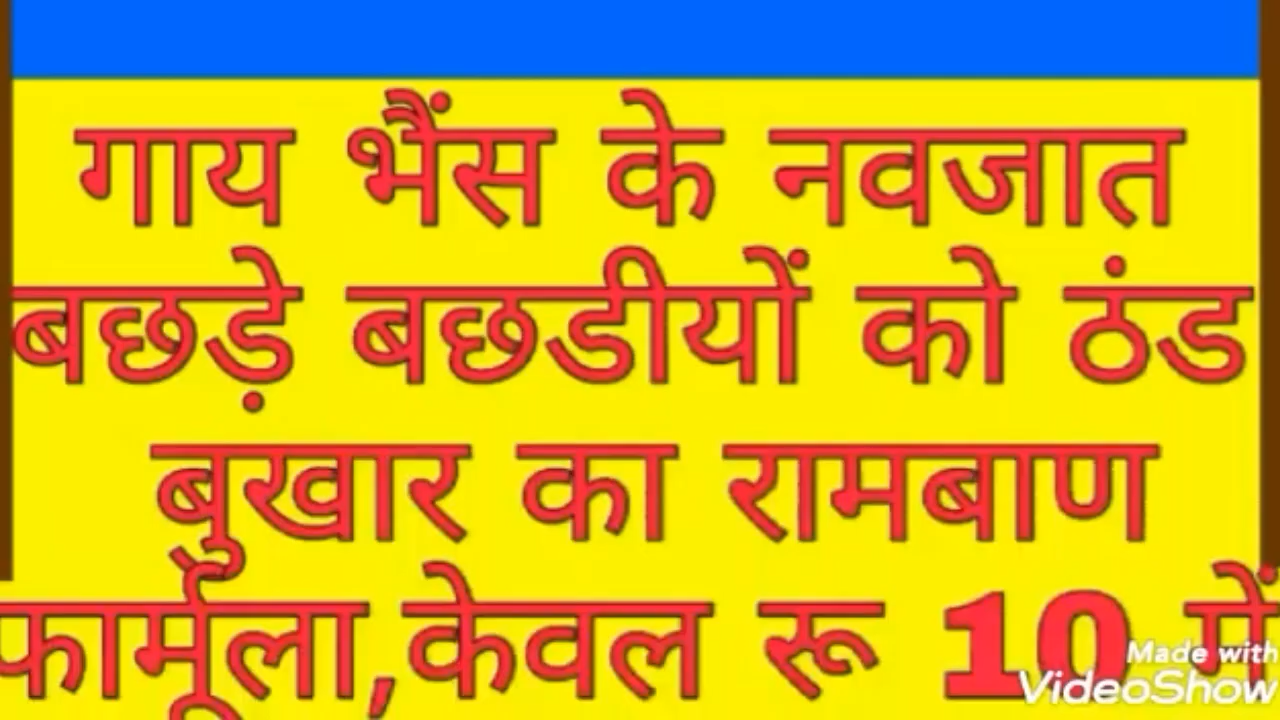 गाय भैंस के नवजात
बछड़े बछडीयों को ठंड
बुखार का रामबाण
फार्मूला,केवल रू 10 में
Made with
VideoShow